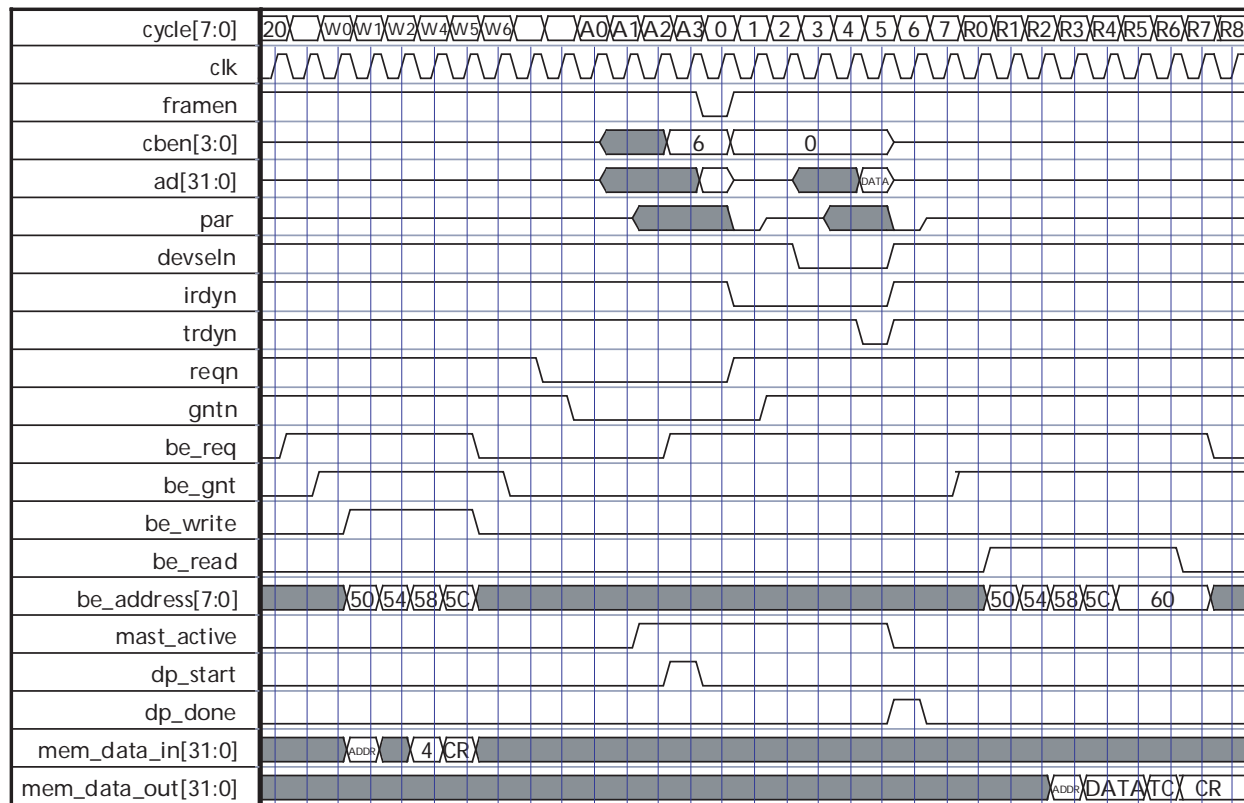 cycle[7:0] 20 W0 W1 W2 W4 W5 W6 A0 A1 A2 A3 0 1 2 3 4 5 6 7 R0 R1 R2 R3 R4 R5 R6 R7 R8
clk
framen
cben[3:0] 6 0
ad[31:0] DATA
par
devseln
irdyn
trdyn
reqn
gntn
be_req
be_gnt
be_write
be_read
be_address[7:0] 50 54 58 5C 50 54 58 5C 60
mast_active
dp_start
dp_done
mem_data_in[31:0] ADDR 4 CR
mem_data_out[31:0] ADDR DATA TC CR